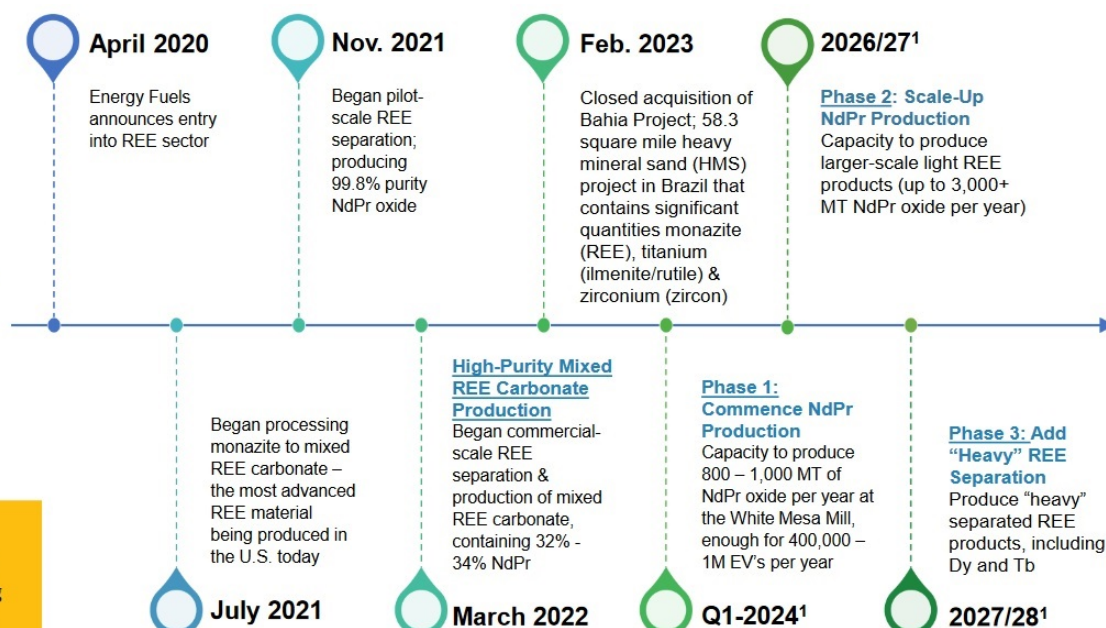 April 2020
Energy Fuels
announces entry
into REE sector
Nov. 2021
Began pilot-
scale REE
separation;
producing
99.8% purity
NdPr oxide
Feb. 2023
Closed acquisition of
Bahia Project; 58.3
square mile heavy
mineral sand (HMS)
project in Brazil that
contains significant
quantities monazite
(REE), titanium
(ilmenite/rutile) &
zirconium (zircon)
2026/27¹
Phase 2: Scale-Up
NdPr Production
Capacity to produce
larger-scale light REE
products (up to 3,000+
MT NdPr oxide per year)
Began processing
monazite to mixed
REE carbonate –
the most advanced
REE material
being produced in
the U.S. today
July 2021
High-Purity Mixed
REE Carbonate
Production
Began commercial-
scale REE
separation &
production of mixed
REE carbonate,
containing 32% -
34% NdPr
March 2022
Phase 1:
Commence NdPr
Production
Capacity to produce
800 – 1,000 MT of
NdPr oxide per year at
the White Mesa Mill,
enough for 400,000 –
1M EV's per year
Q1-2024¹
Phase 3: Add
“Heavy” REE
Separation
Produce “heavy”
separated REE
products, including
Dy and Tb
2027/28¹